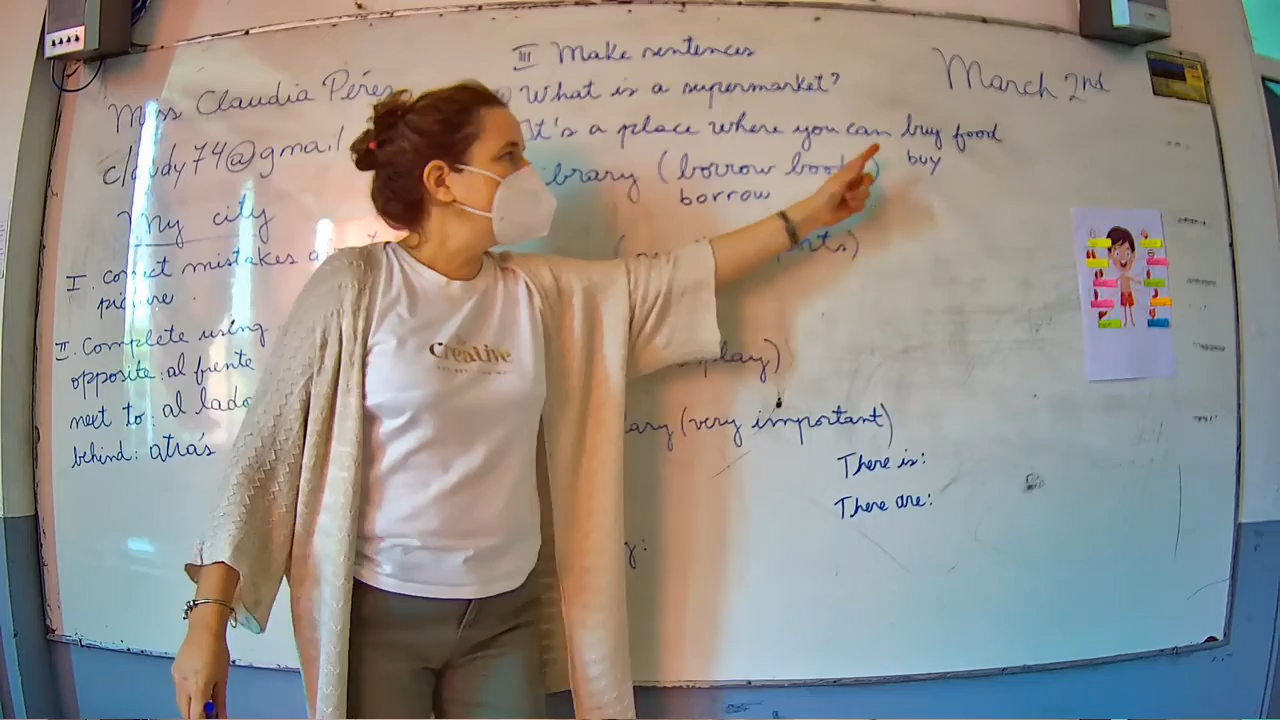 Miss Claudia Pérez
claudy74@gmail
My city
I. correct mistakes
picture
II. Complete using
opposite: al frente
next to: al lado
behind: atrás
III Make sentences
What is a supermarket?
It's a place where you can buy food
buy
brary (borrow
borrow
play)
ary (very important)
There is:
There are:
March 2nd
Creative